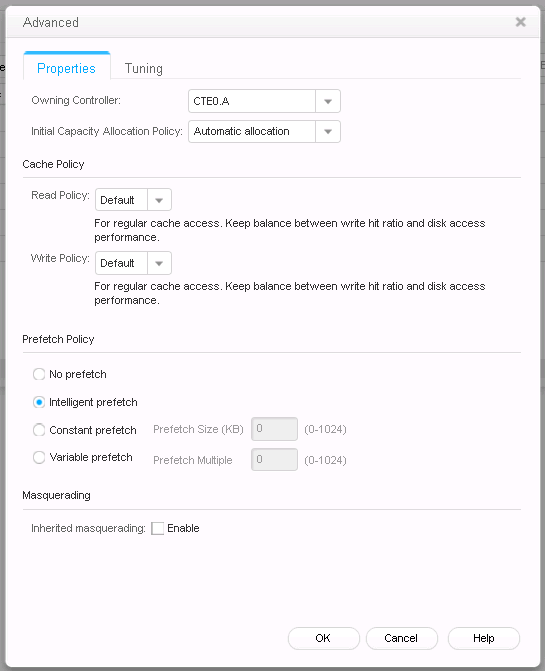 Advanced
Properties
Tuning
Owning Controller:
CTE0.A
Initial Capacity Allocation Policy:
Automatic allocation
Cache Policy
Read Policy:
Default
For regular cache access. Keep balance between write hit ratio and disk access
performance.
Write Policy:
Default
For regular cache access. Keep balance between write hit ratio and disk access
performance.
Prefetch Policy
No prefetch
Intelligent prefetch
Constant prefetch
Prefetch Size (KB)
0
(0-1024)
Variable prefetch
Prefetch Multiple
0
(0-1024)
Masquerading
Inherited masquerading:
Enable
OK
Cancel
Help